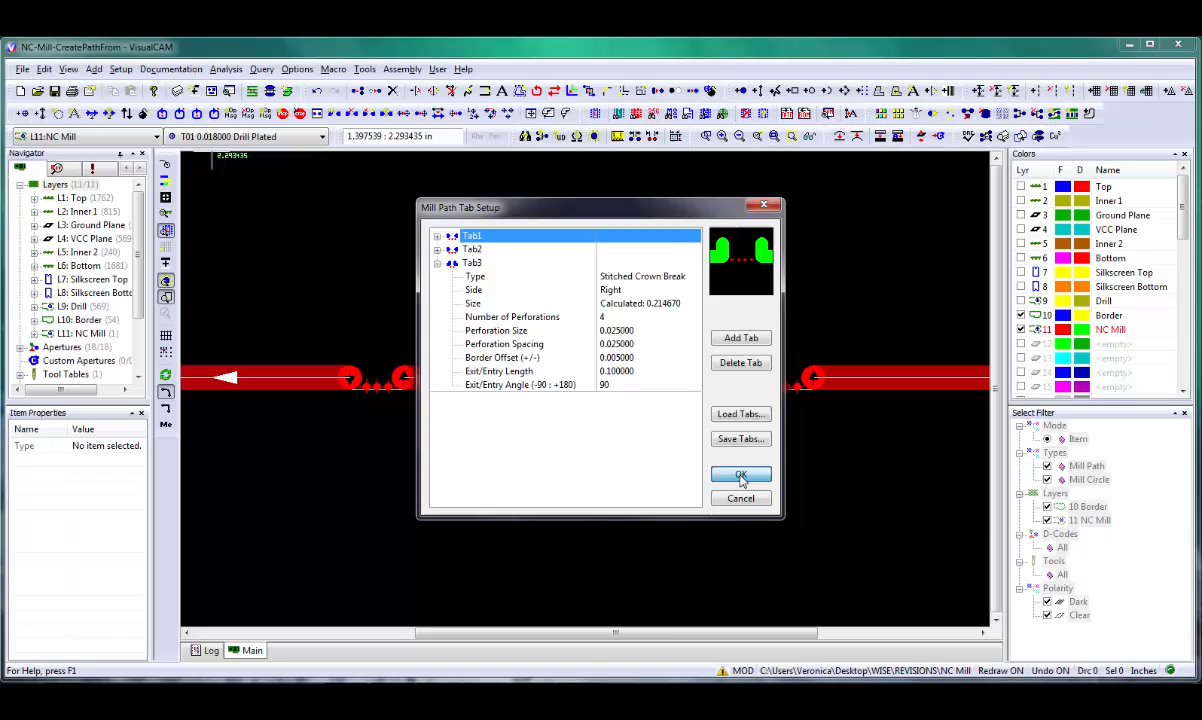 NC-Mill-CreatePathFrom - VisualCAM
File Edit View Add Setup Documentation Analysis Query Options Macro Tools Assembly User Help
L11:NC Mill T01 0.018000 Drill Plated 1.397539 : 2.293435 in
Navigator
Layers (11/11)
L1: Top (1762)
L2: Inner 1 (815)
L3: Ground Plane
L4: VCC Plane (569
L5: Inner 2 (240)
L6: Bottom (1681)
L7: Silkscreen Top
L8: Silkscreen Botto
L9: Drill (569)
L10: Border (54)
L11: NC Mill (1)
Apertures (18/18)
Custom Apertures (0/0
Tool Tables (1)
Me
Item Properties
Name Value
Type No item selected.
2.293435
Mill Path Tab Setup
Tab1
Tab2
Tab3
Type Stitched Crown Break
Side Right
Size Calculated: 0.214670
Number of Perforations 4
Perforation Size 0.025000
Perforation Spacing 0.025000
Border Offset (+/-) 0.005000
Exit/Entry Length 0.100000
Exit/Entry Angle (-90 : +180) 90
Add Tab
Delete Tab
Load Tabs...
Save Tabs...
OK
Cancel
Colors
Lyr F D Name
1 Top
2 Inner 1
3 Ground Plane
4 VCC Plane
5 Inner 2
6 Bottom
7 Silkscreen Top
8 Silkscreen Bottom
9 Drill
10 Border
11 NC Mill
12 <empty>
13 <empty>
14 <empty>
15 <empty>
Select Filter
Mode
Item
Types
Mill Path
Mill Circle
Layers
10 Border
11 NC Mill
D-Codes
All
Tools
All
Polarity
Dark
Clear
Log Main
For Help, press F1 MOD C:\Users\Veronica\Desktop\WISE\REVISIONS\NC Mill Redraw ON Undo ON Drc 0 Sel 0 Inches